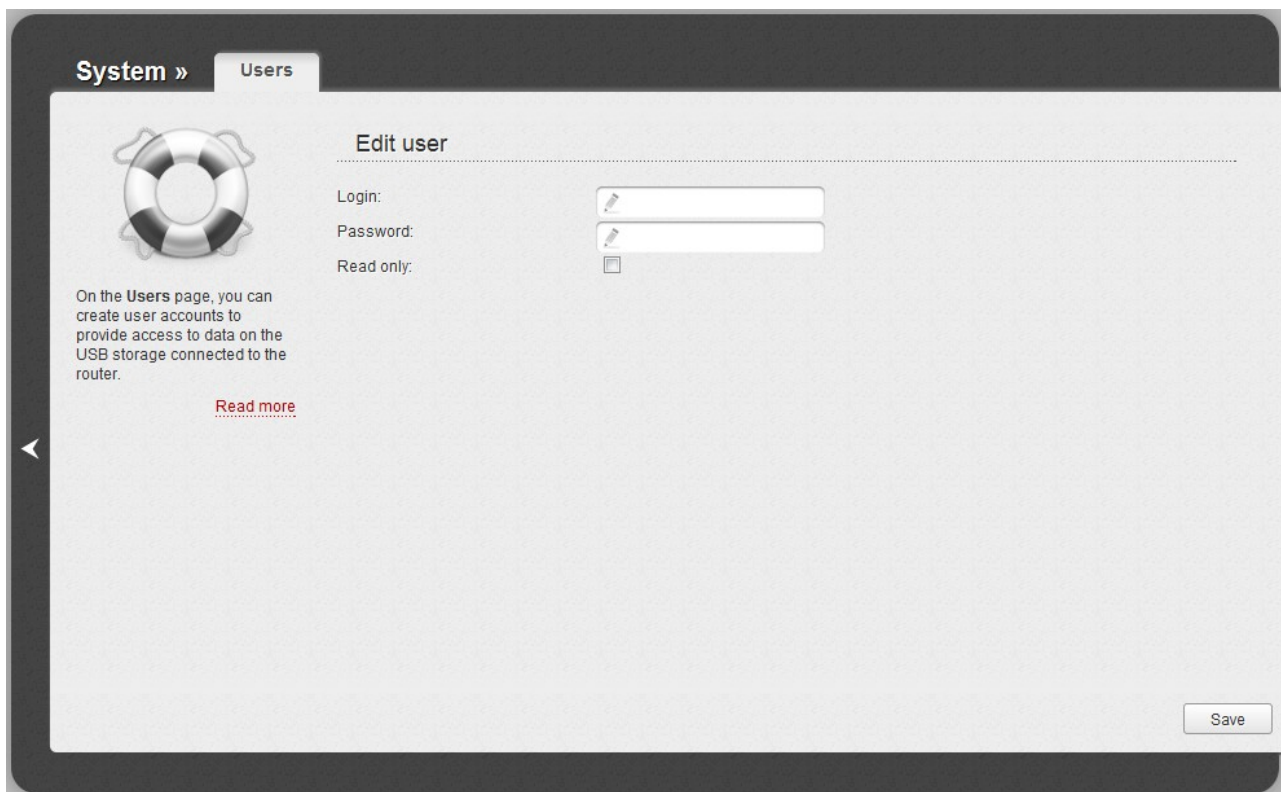 System »
Users
On the Users page, you can
create user accounts to
provide access to data on the
USB storage connected to the
router.
Read more
Edit user
Login:
Password:
Read only:
Save